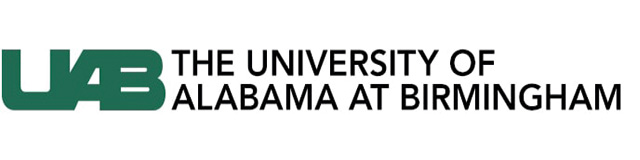 UAB
THE UNIVERSITY OF
ALABAMA AT BIRMINGHAM